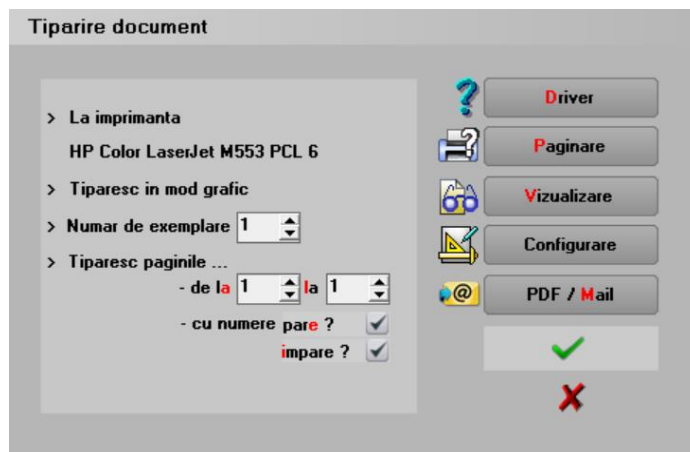 Tiparire document
> La imprimanta
HP Color LaserJet M553 PCL 6
> Tiparesc in mod grafic
> Numar de exemplare 1
> Tiparesc paginile ...
- de la 1 la 1
- cu numere pare ?
impare ?
Driver
Paginare
Vizualizare
Configurare
@ PDF / Mail